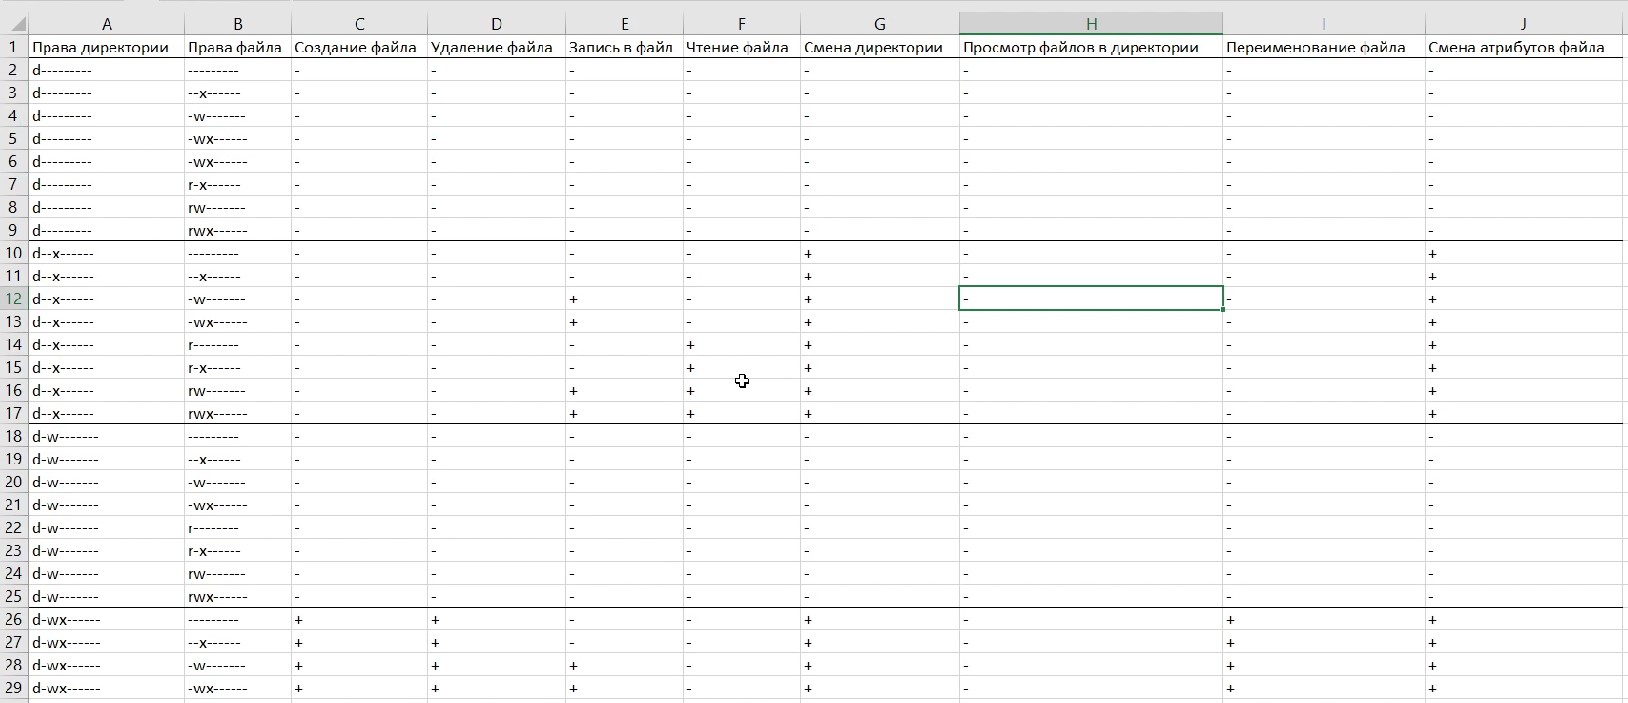 A B C D E F G H I J
1 Права директории Права файла Создание файла Удаление файла Запись в файл Чтение файла Смена директории Просмотр файлов в директории Переименование файла Смена атрибутов файла
2 d--------- --------- - - - - - - - -
3 d--------- --x------ - - - - - - - -
4 d--------- -w------- - - - - - - - -
5 d--------- -wx------ - - - - - - - -
6 d--------- -wx------ - - - - - - - -
7 d--------- r-x------ - - - - - - - -
8 d--------- rw------- - - - - - - - -
9 d--------- rwx------ - - - - - - - -
10 d--x------ --------- - - - - + - - +
11 d--x------ --x------ - - - - + - - +
12 d--x------ -w------- - - + - + - - +
13 d--x------ -wx------ - - + - + - - +
14 d--x------ r-------- - - - + + - - +
15 d--x------ r-x------ - - - + + - - +
16 d--x------ rw------- - - + + + - - +
17 d--x------ rwx------ - - + + + - - +
18 d-w------- --------- - - - - - - - -
19 d-w------- --x------ - - - - - - - -
20 d-w------- -w------- - - - - - - - -
21 d-w------- -wx------ - - - - - - - -
22 d-w------- r-------- - - - - - - - -
23 d-w------- r-x------ - - - - - - - -
24 d-w------- rw------- - - - - - - - -
25 d-w------- rwx------ - - - - - - - -
26 d-wx------ --------- + + - - + - + +
27 d-wx------ --x------ + + - - + - + +
28 d-wx------ -w------- + + + - + - + +
29 d-wx------ -wx------ + + + - + - + +